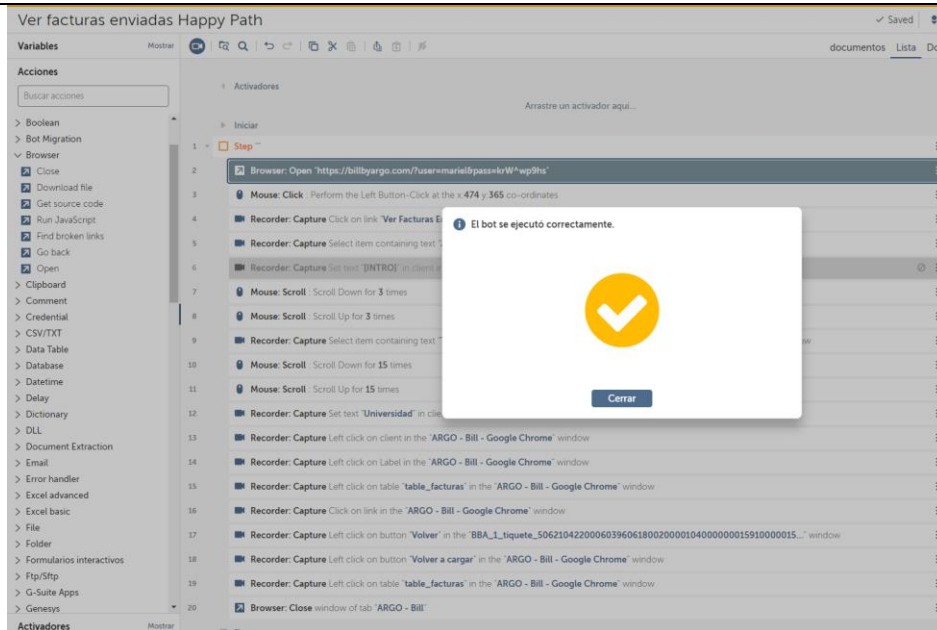 Ver facturas enviadas Happy Path
Saved
Variables Mostrar
documentos Lista
Acciones
Buscar acciones
Boolean
Bot Migration
Browser
Close
Download file
Get source code
Run JavaScript
Find broken links
Go back
Open
Clipboard
Comment
Credential
CSV/TXT
Data Table
Database
Datetime
Delay
Dictionary
DLL
Document Extraction
Email
Error handler
Excel advanced
Excel basic
File
Folder
Formularios interactivos
Ftp/Sftp
G-Suite Apps
Genesys
Activadores Mostrar
Activadores
Arrastre un activador aquí...
Iniciar
1 Step
2 Browser: Open "https://billbyargo.com/?user=mariel&pass=krW^wp9hs"
3 Mouse: Click : Perform the Left Button-Click at the x:474 y:365 co-ordinates
4 Recorder: Capture Click on link "Ver Facturas
5 Recorder: Capture Select item containing text
6 Recorder: Capture Set text "[INTRO]" in client
7 Mouse: Scroll : Scroll Down for 3 times
8 Mouse: Scroll : Scroll Up for 3 times
9 Recorder: Capture Select item containing text
10 Mouse: Scroll : Scroll Down for 15 times
11 Mouse: Scroll : Scroll Up for 15 times
12 Recorder: Capture Set text "Universidad" in
13 Recorder: Capture Left click on client in the "ARGO - Bill - Google Chrome" window
14 Recorder: Capture Left click on Label in the "ARGO - Bill - Google Chrome" window
15 Recorder: Capture Left click on table "table_facturas" in the "ARGO - Bill - Google Chrome" window
16 Recorder: Capture Click on link in the "ARGO - Bill - Google Chrome" window
17 Recorder: Capture Left click on button "Volver" in the "BBA_1_tiquete_50621042200060396061800200001040000000015910000015..." window
18 Recorder: Capture Left click on button "Volver a cargar" in the "ARGO - Bill - Google Chrome" window
19 Recorder: Capture Left click on table "table_facturas" in the "ARGO - Bill - Google Chrome" window
20 Browser: Close window of tab "ARGO - Bill"
El bot se ejecutó correctamente.
Cerrar